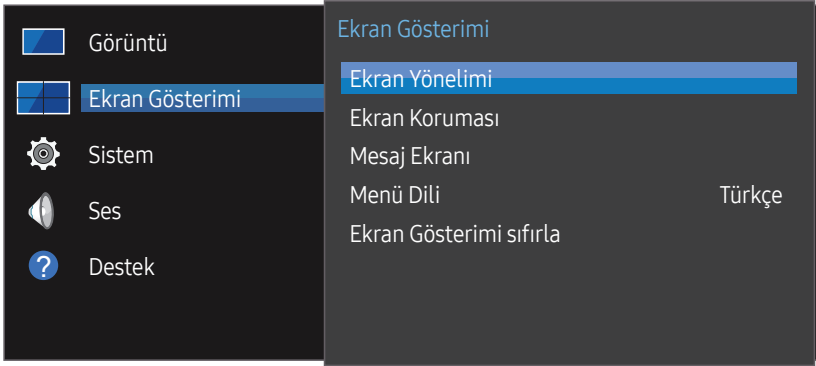 Görüntü
Ekran Gösterimi
Sistem
Ses
?
Destek
Ekran Gösterimi
Ekran Yönelimi
Ekran Koruması
Mesaj Ekranı
Menü Dili Türkçe
Ekran Gösterimi sıfırla